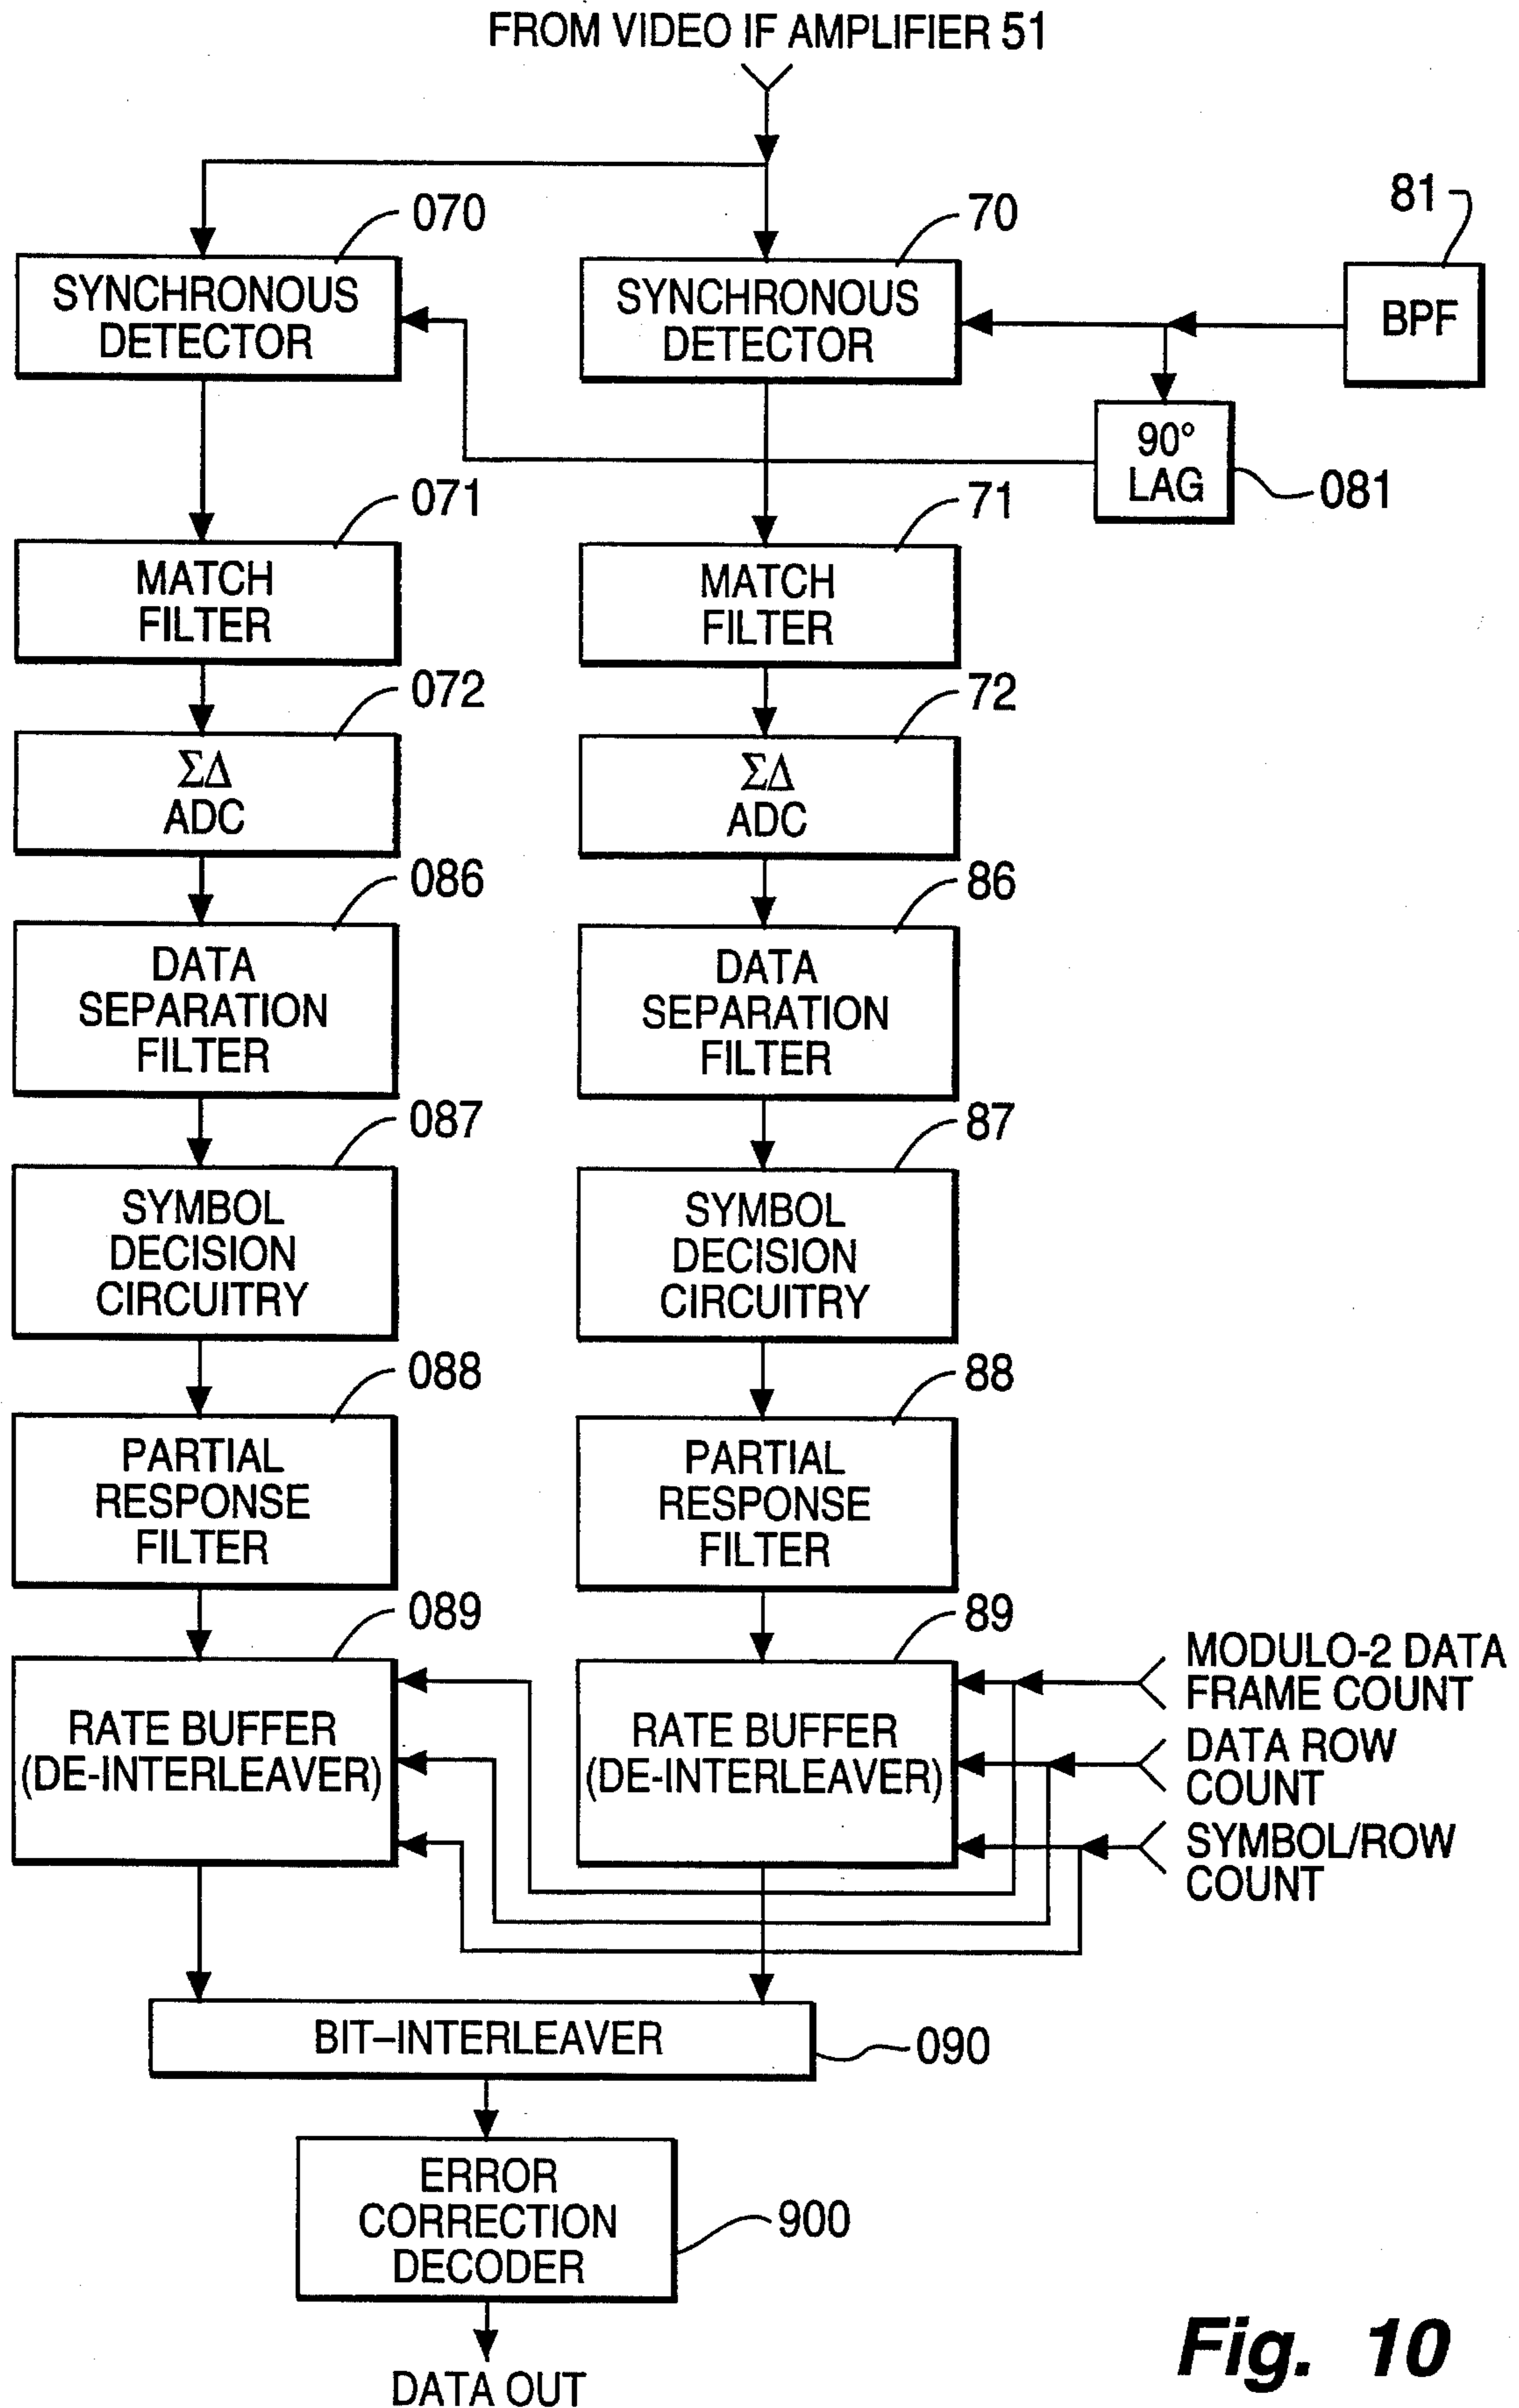 FROM VIDEO IF AMPLIFIER 51
070
70
81
SYNCHRONOUS
DETECTOR
SYNCHRONOUS
DETECTOR
BPF
90°
LAG
081
071
71
MATCH
FILTER
MATCH
FILTER
072
72
ΣΔ
ADC
ΣΔ
ADC
086
86
DATA
SEPARATION
FILTER
DATA
SEPARATION
FILTER
087
87
SYMBOL
DECISION
CIRCUITRY
SYMBOL
DECISION
CIRCUITRY
088
88
PARTIAL
RESPONSE
FILTER
PARTIAL
RESPONSE
FILTER
089
89
RATE BUFFER
(DE-INTERLEAVER)
RATE BUFFER
(DE-INTERLEAVER)
MODULO-2 DATA
FRAME COUNT
DATA ROW
COUNT
SYMBOL/ROW
COUNT
BIT–INTERLEAVER
090
ERROR
CORRECTION
DECODER
900
DATA OUT
Fig. 10